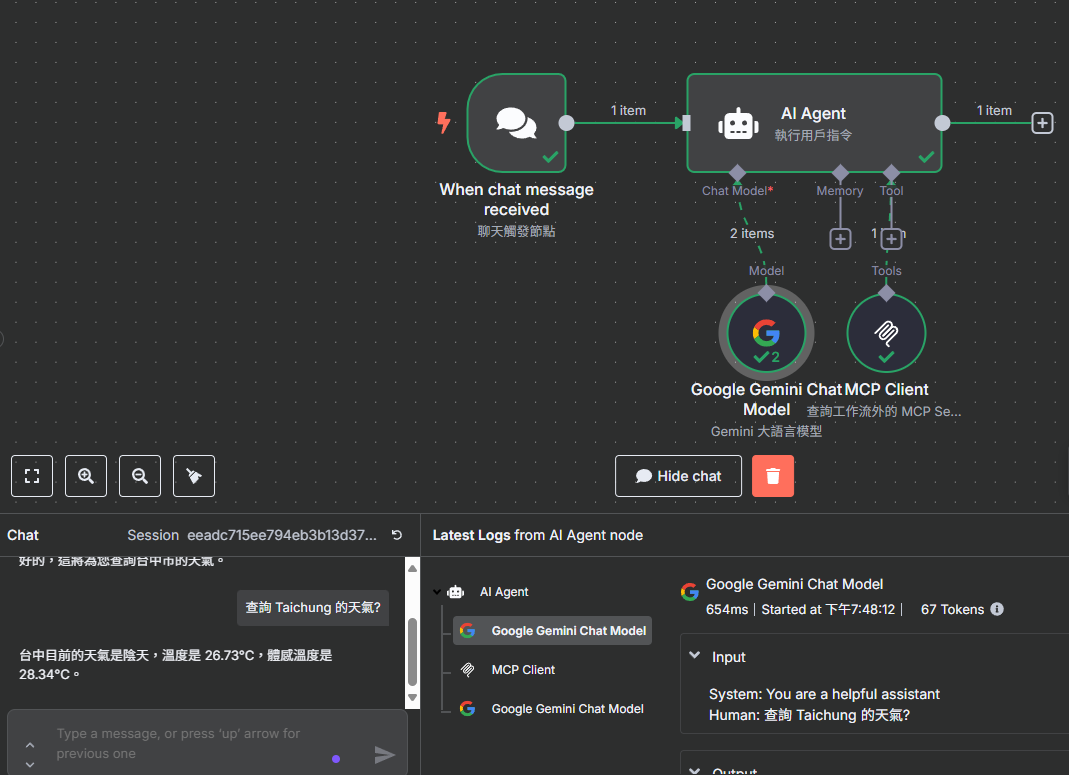 1 item
AI Agent
執行用戶指令
1 item
When chat message
received
聊天觸發節點
Chat Model*
Memory
Tool
2 items
1
Model
Tools
2
Google Gemini Chat
Model
Gemini 大語言模型
MCP Client
查詢工作流外的 MCP Se...
Hide chat
Chat
Session eeadc715ee794eb3b13d37...
好的，這將為您查詢台中市的天氣。
查詢 Taichung 的天氣?
台中目前的天氣是陰天，溫度是 26.73°C，體感溫度是
28.34°C。
Type a message, or press 'up' arrow for
previous one
Latest Logs from AI Agent node
AI Agent
Google Gemini Chat Model
MCP Client
Google Gemini Chat Model
Google Gemini Chat Model
654ms | Started at 下午7:48:12 | 67 Tokens
Input
System: You are a helpful assistant
Human: 查詢 Taichung 的天氣?
Output